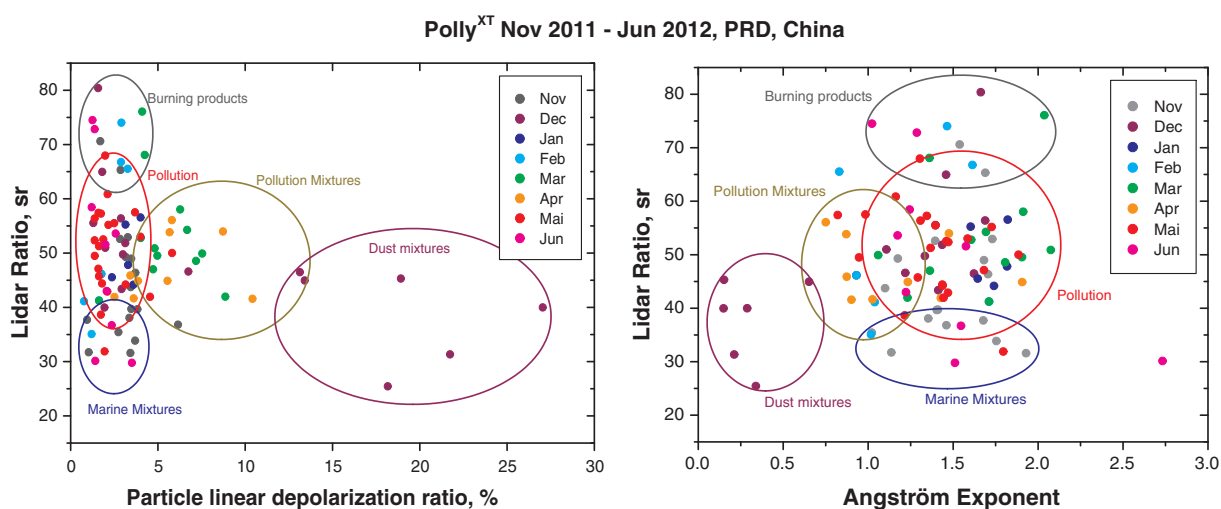 Polly^XT Nov 2011 - Jun 2012, PRD, China
Lidar Ratio, sr
80
70
60
50
40
30
20
0
5
10
15
20
25
30
Particle linear depolarization ratio, %
Burning products
Pollution
Pollution Mixtures
Dust mixtures
Marine Mixtures
Nov
Dec
Jan
Feb
Mar
Apr
Mai
Jun
Lidar Ratio, sr
80
70
60
50
40
30
20
0.0
0.5
1.0
1.5
2.0
2.5
3.0
Angström Exponent
Burning products
Pollution Mixtures
Pollution
Dust mixtures
Marine Mixtures
Nov
Dec
Jan
Feb
Mar
Apr
Mai
Jun